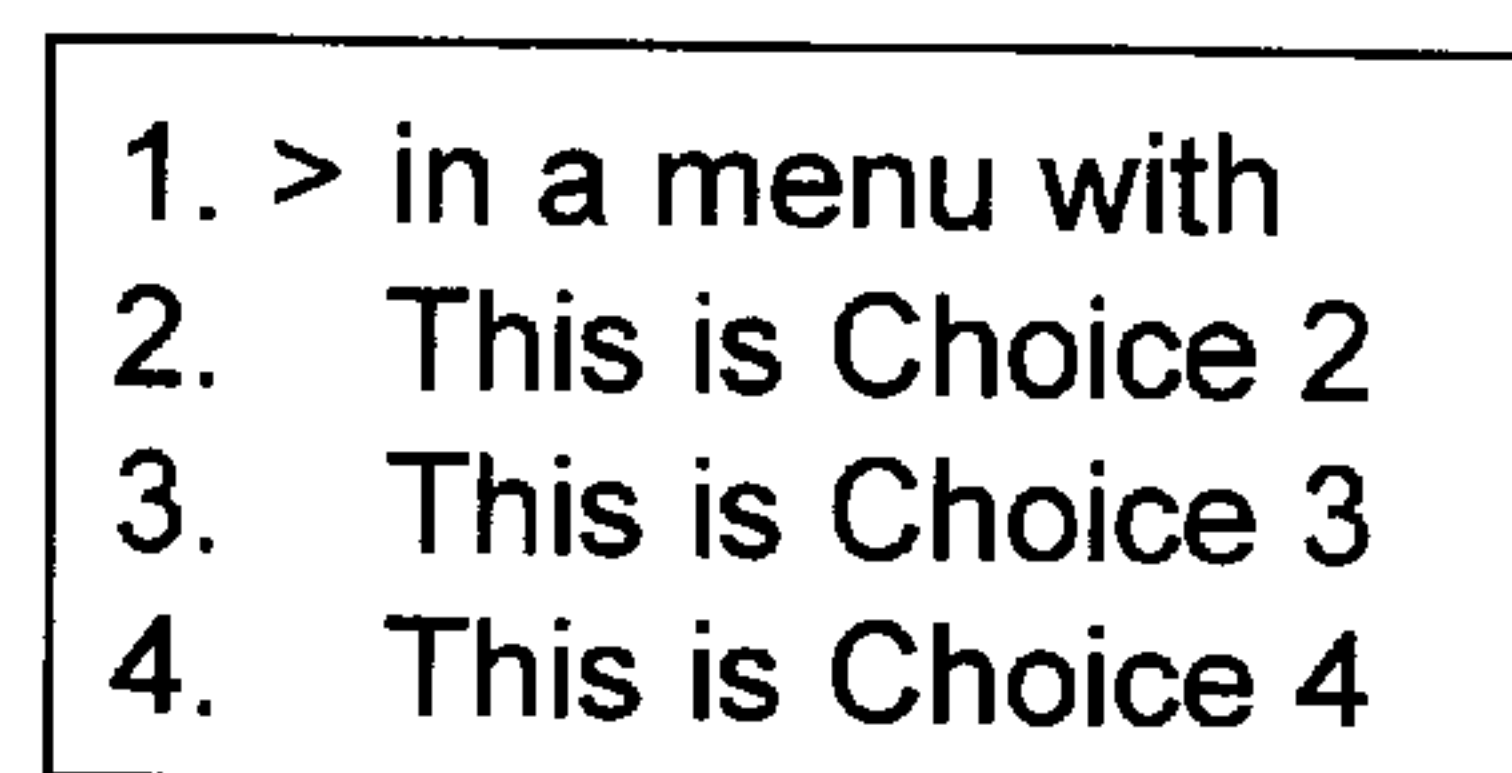 1. > in a menu with
2. This is Choice 2
3. This is Choice 3
4. This is Choice 4